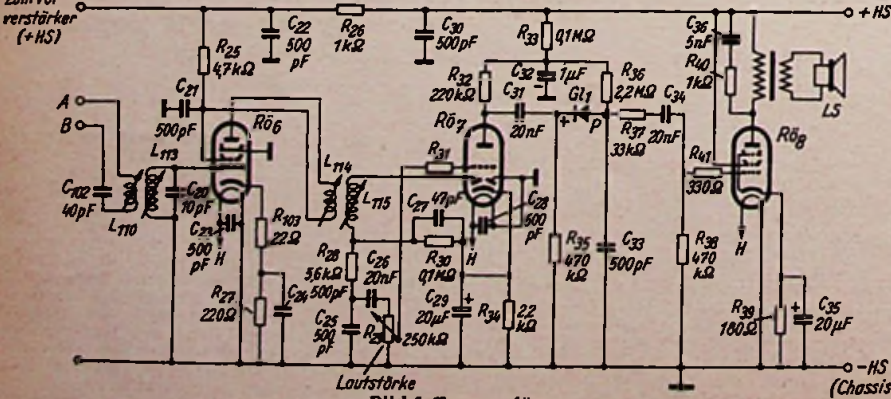 verstärker
(+HS)
A
B
C102
40pF
L110
L113
C20
10pF
C21
500pF
R25
4,7kΩ
C22
500
pF
R26
1kΩ
Rö6
500
pF
H
R103
22Ω
R27
220Ω
C24
L114
L115
R28
5,6kΩ
500pF
C25
500
pF
C26
20nF
250kΩ
Lautstärke
C27
47pF
R30
0,1MΩ
C29
20µF
+
R31
Rö7
H
C28
500
pF
R34
2,2
kΩ
C30
500pF
R32
220kΩ
R33
0,1MΩ
C32
1µF
C31
20nF
Gl1
+
P
R35
470
kΩ
R36
2,2MΩ
R37
33kΩ
C33
500pF
C34
20nF
R38
470
kΩ
C36
5nF
R40
1kΩ
R41
330Ω
Rö8
H
LS
R39
180Ω
C35
20µF
+
+HS
-HS
(Chassis